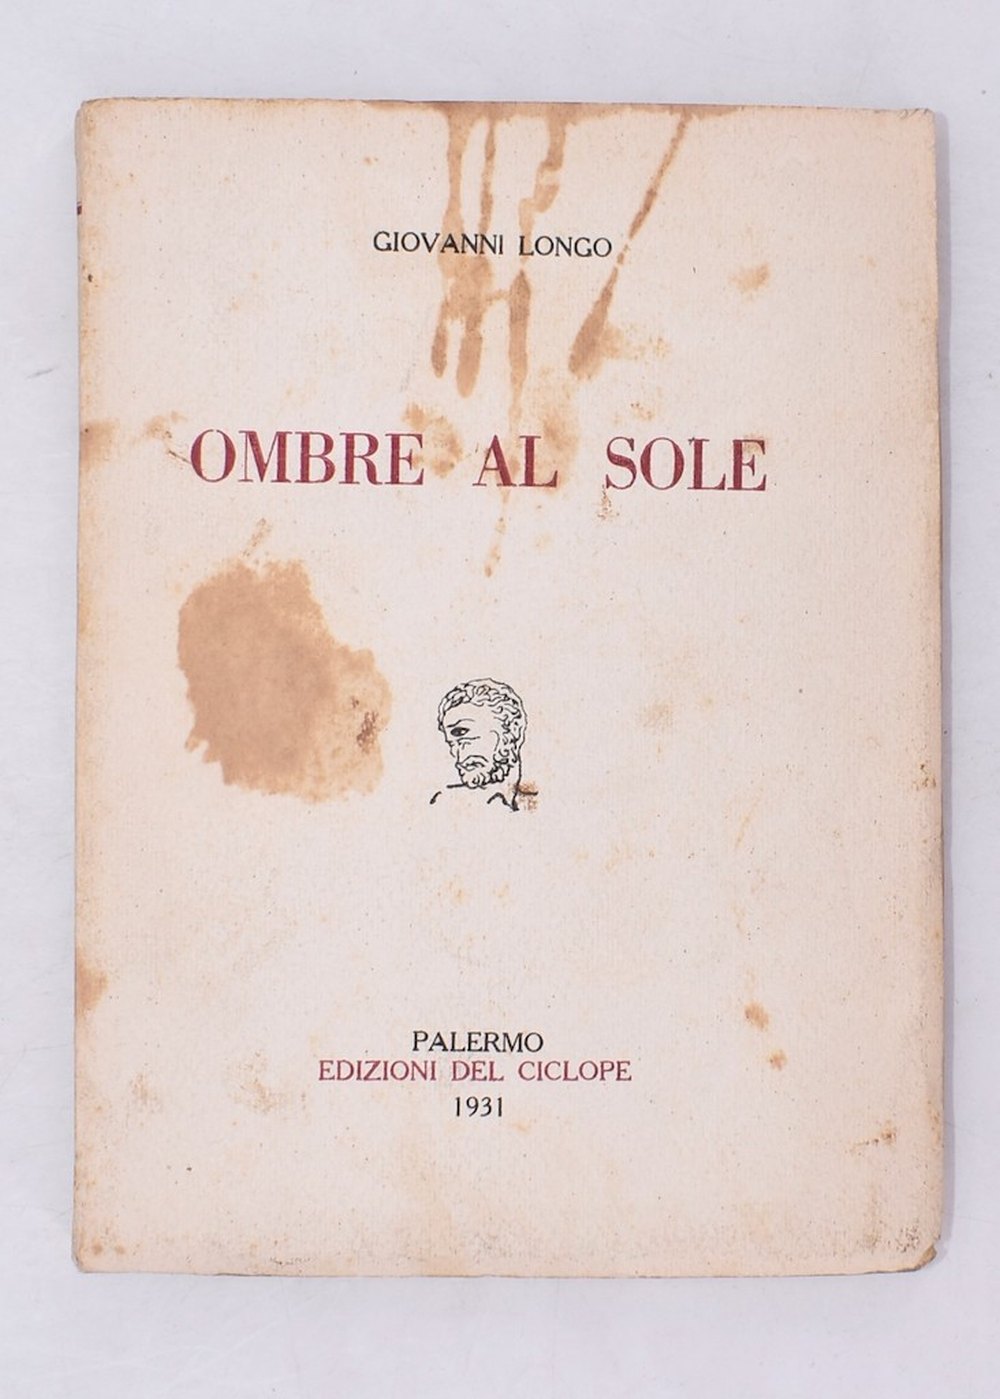 GIOVANNI LONGO
OMBRE AL SOLE
PALERMO
EDIZIONI DEL CICLOPE
1931